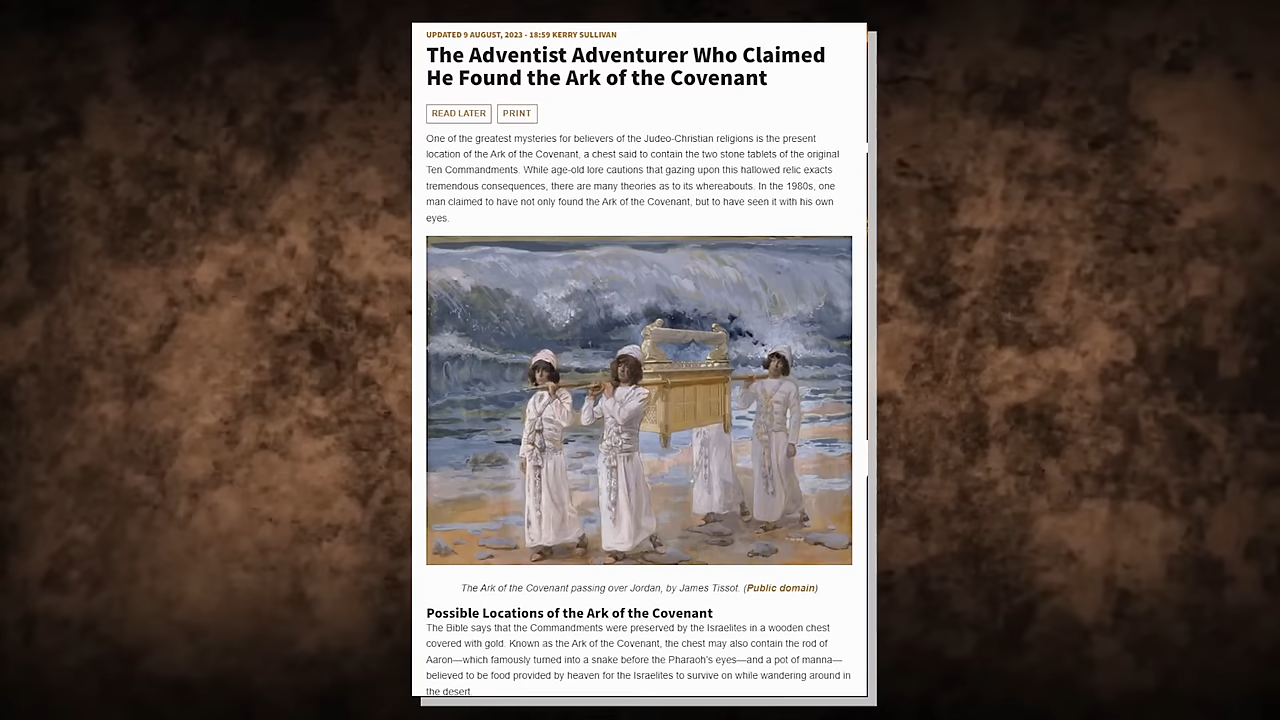 UPDATED 9 AUGUST, 2023 - 18:59 KERRY SULLIVAN
The Adventist Adventurer Who Claimed
He Found the Ark of the Covenant
READ LATER PRINT
One of the greatest mysteries for believers of the Judeo-Christian religions is the present
location of the Ark of the Covenant, a chest said to contain the two stone tablets of the original
Ten Commandments. While age-old lore cautions that gazing upon this hallowed relic exacts
tremendous consequences, there are many theories as to its whereabouts. In the 1980s, one
man claimed to have not only found the Ark of the Covenant, but to have seen it with his own
eyes.
The Ark of the Covenant passing over Jordan, by James Tissot. (Public domain)
Possible Locations of the Ark of the Covenant
The Bible says that the Commandments were preserved by the Israelites in a wooden chest
covered with gold. Known as the Ark of the Covenant, the chest may also contain the rod of
Aaron—which famously turned into a snake before the Pharaoh's eyes—and a pot of manna—
believed to be food provided by heaven for the Israelites to survive on while wandering around in
the desert.